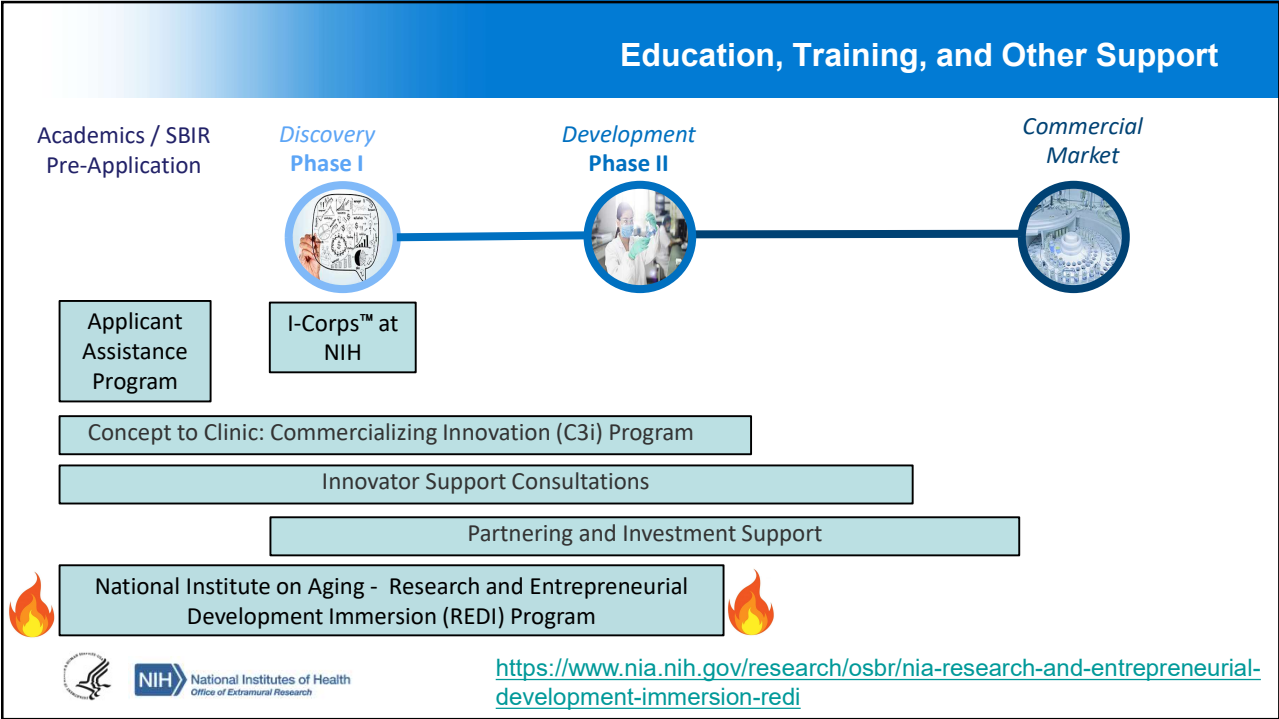 Education, Training, and Other Support
Academics / SBIR
Pre-Application
Discovery
Phase I
Development
Phase II
Commercial
Market
Applicant
Assistance
Program
I-Corps™ at
NIH
Concept to Clinic: Commercializing Innovation (C3i) Program
Innovator Support Consultations
Partnering and Investment Support
National Institute on Aging - Research and Entrepreneurial
Development Immersion (REDI) Program
NIH
National Institutes of Health
Office of Extramural Research
https://www.nia.nih.gov/research/osbr/nia-research-and-entrepreneurial-
development-immersion-redi